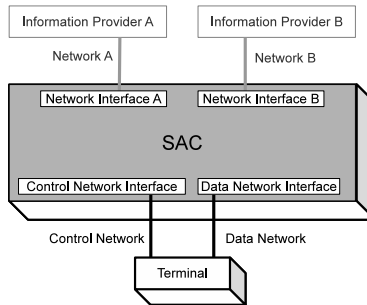 Information Provider A
Information Provider B
Network A
Network B
Network Interface A
Network Interface B
SAC
Control Network Interface
Data Network Interface
Control Network
Data Network
Terminal